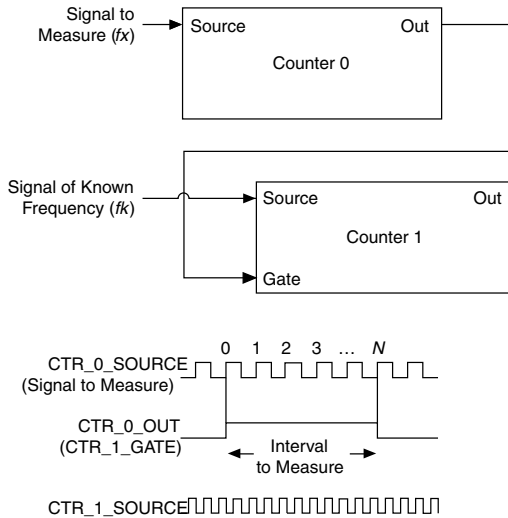 Signal to
Measure (fx)
Source
Out
Counter 0
Signal of Known
Frequency (fk)
Source
Out
Counter 1
Gate
0 1 2 3 … N
CTR_0_SOURCE
(Signal to Measure)
CTR_0_OUT
(CTR_1_GATE)
Interval
to Measure
CTR_1_SOURCE